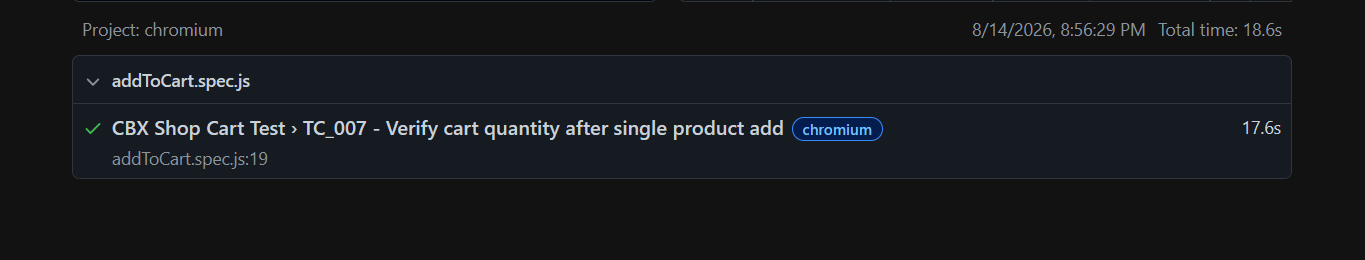 Project: chromium
8/14/2026, 8:56:29 PM Total time: 18.6s
addToCart.spec.js
CBX Shop Cart Test › TC_007 - Verify cart quantity after single product add chromium 17.6s
addToCart.spec.js:19